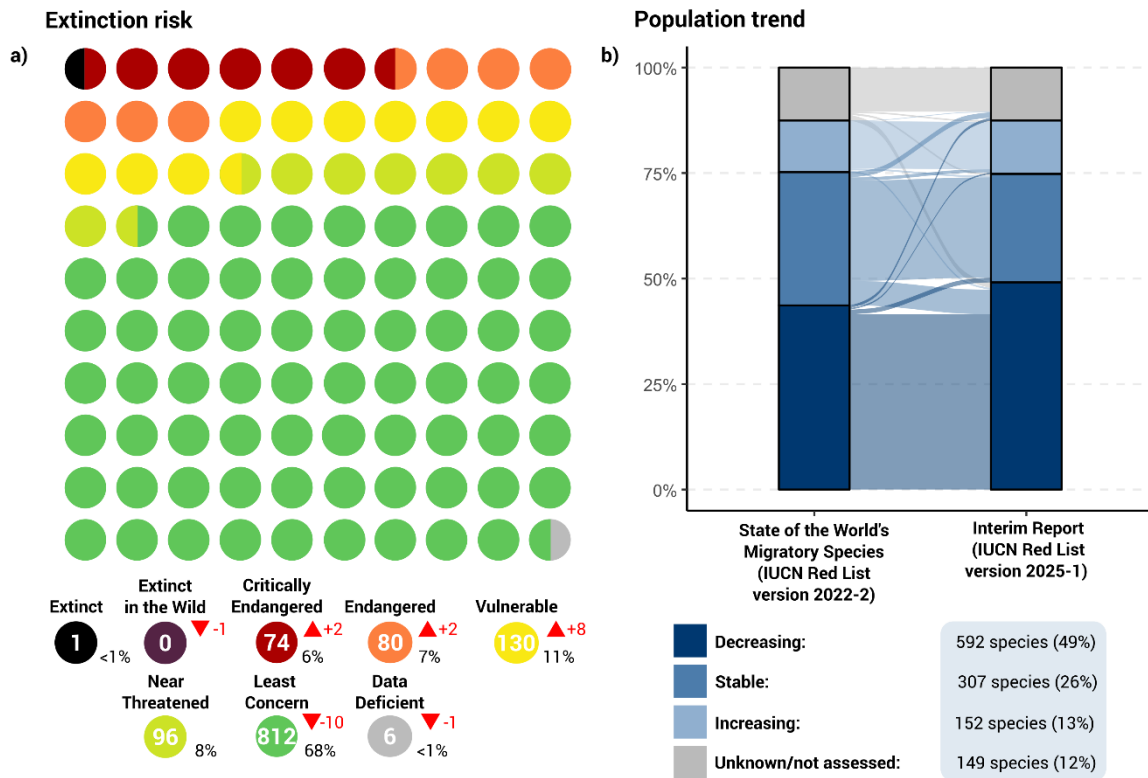 Extinction risk
a)
Extinct
1
<1%
Extinct
in the Wild
0
-1
Critically
Endangered
74
+2
6%
Endangered
80
+2
7%
Vulnerable
130
+8
11%
Near
Threatened
96
8%
Least
Concern
812
-10
68%
Data
Deficient
6
-1
<1%
Population trend
b)
100%
75%
50%
25%
0%
State of the World's
Migratory Species
(IUCN Red List
version 2022-2)
Interim Report
(IUCN Red List
version 2025-1)
Decreasing: 592 species (49%)
Stable: 307 species (26%)
Increasing: 152 species (13%)
Unknown/not assessed: 149 species (12%)